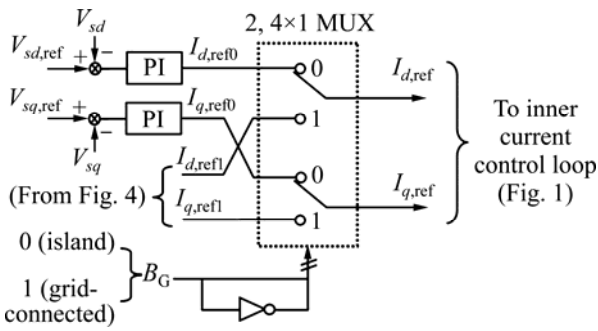 V_sd
2, 4×1 MUX
V_sd,ref + − PI I_d,ref0 0 I_d,ref
V_sq,ref + − PI I_q,ref0 1
V_sq
To inner
current
control loop
(Fig. 1)
I_d,ref1 0 I_q,ref
(From Fig. 4)
I_q,ref1 1
0 (island)
B_G
1 (grid-
connected)